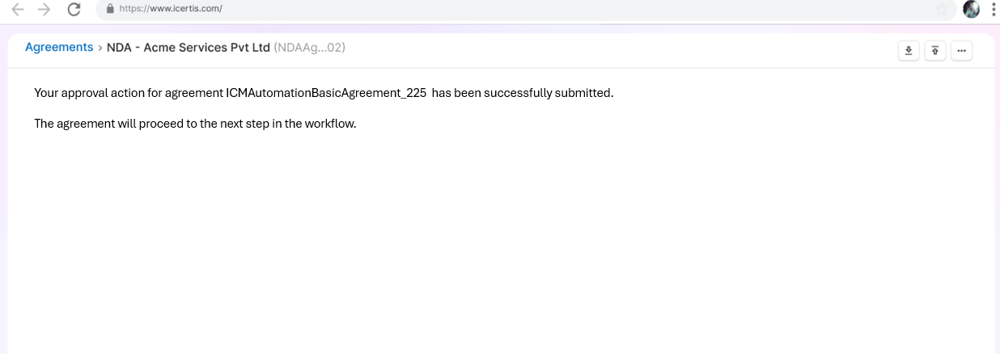 https://www.icertis.com/
Agreements › NDA - Acme Services Pvt Ltd (NDAAg...02)
Your approval action for agreement ICMAutomationBasicAgreement_225  has been successfully submitted.
The agreement will proceed to the next step in the workflow.